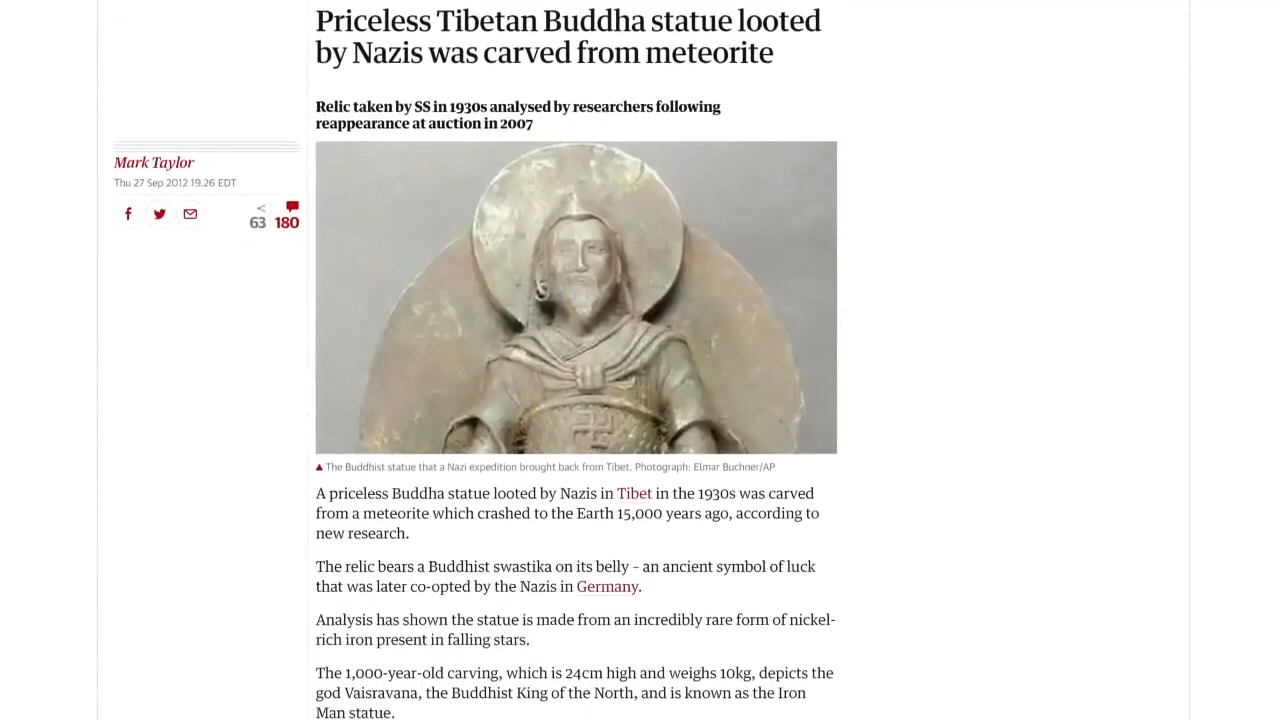 Priceless Tibetan Buddha statue looted
by Nazis was carved from meteorite
Relic taken by SS in 1930s analysed by researchers following
reappearance at auction in 2007
Mark Taylor
Thu 27 Sep 2012 19.26 EDT
63 180
The Buddhist statue that a Nazi expedition brought back from Tibet. Photograph: Elmar Buchner/AP
A priceless Buddha statue looted by Nazis in Tibet in the 1930s was carved
from a meteorite which crashed to the Earth 15,000 years ago, according to
new research.
The relic bears a Buddhist swastika on its belly – an ancient symbol of luck
that was later co-opted by the Nazis in Germany.
Analysis has shown the statue is made from an incredibly rare form of nickel-
rich iron present in falling stars.
The 1,000-year-old carving, which is 24cm high and weighs 10kg, depicts the
god Vaisravana, the Buddhist King of the North, and is known as the Iron
Man statue.